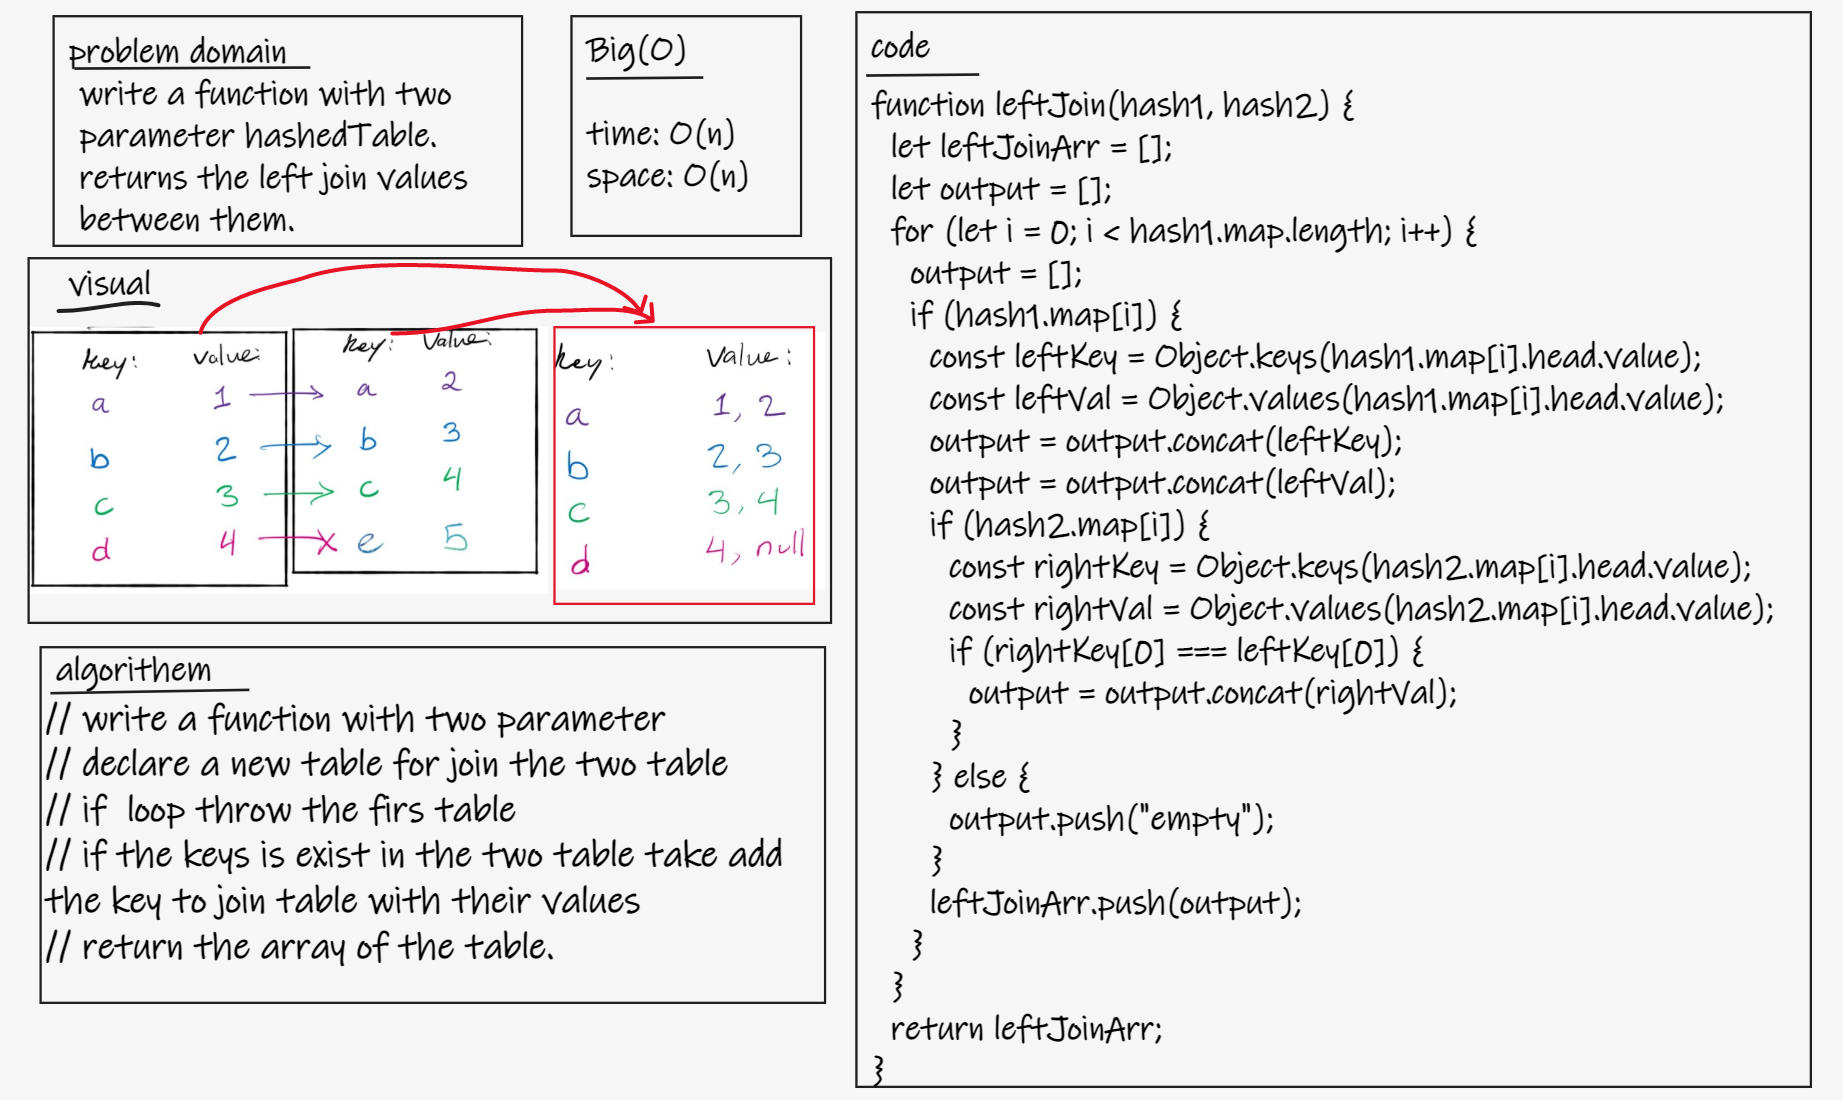 problem domain
write a function with two
parameter hashedTable.
returns the left join values
between them.
Big(O)
time: O(n)
space: O(n)
visual
key: value:
a 1
b 2
c 3
d 4
key: value:
a 2
b 3
c 4
e 5
key: value:
a 1, 2
b 2, 3
c 3, 4
d 4, null
algorithem
// write a function with two parameter
// declare a new table for join the two table
// if loop throw the firs table
// if the keys is exist in the two table take add
the key to join table with their values
// return the array of the table.
code
function leftJoin(hash1, hash2) {
let leftJoinArr = [];
let output = [];
for (let i = 0; i < hash1.map.length; i++) {
output = [];
if (hash1.map[i]) {
const leftKey = Object.keys(hash1.map[i].head.value);
const leftVal = Object.values(hash1.map[i].head.value);
output = output.concat(leftKey);
output = output.concat(leftVal);
if (hash2.map[i]) {
const rightKey = Object.keys(hash2.map[i].head.value);
const rightVal = Object.values(hash2.map[i].head.value);
if (rightKey[0] === leftKey[0]) {
output = output.concat(rightVal);
}
} else {
output.push("empty");
}
leftJoinArr.push(output);
}
}
return leftJoinArr;
}